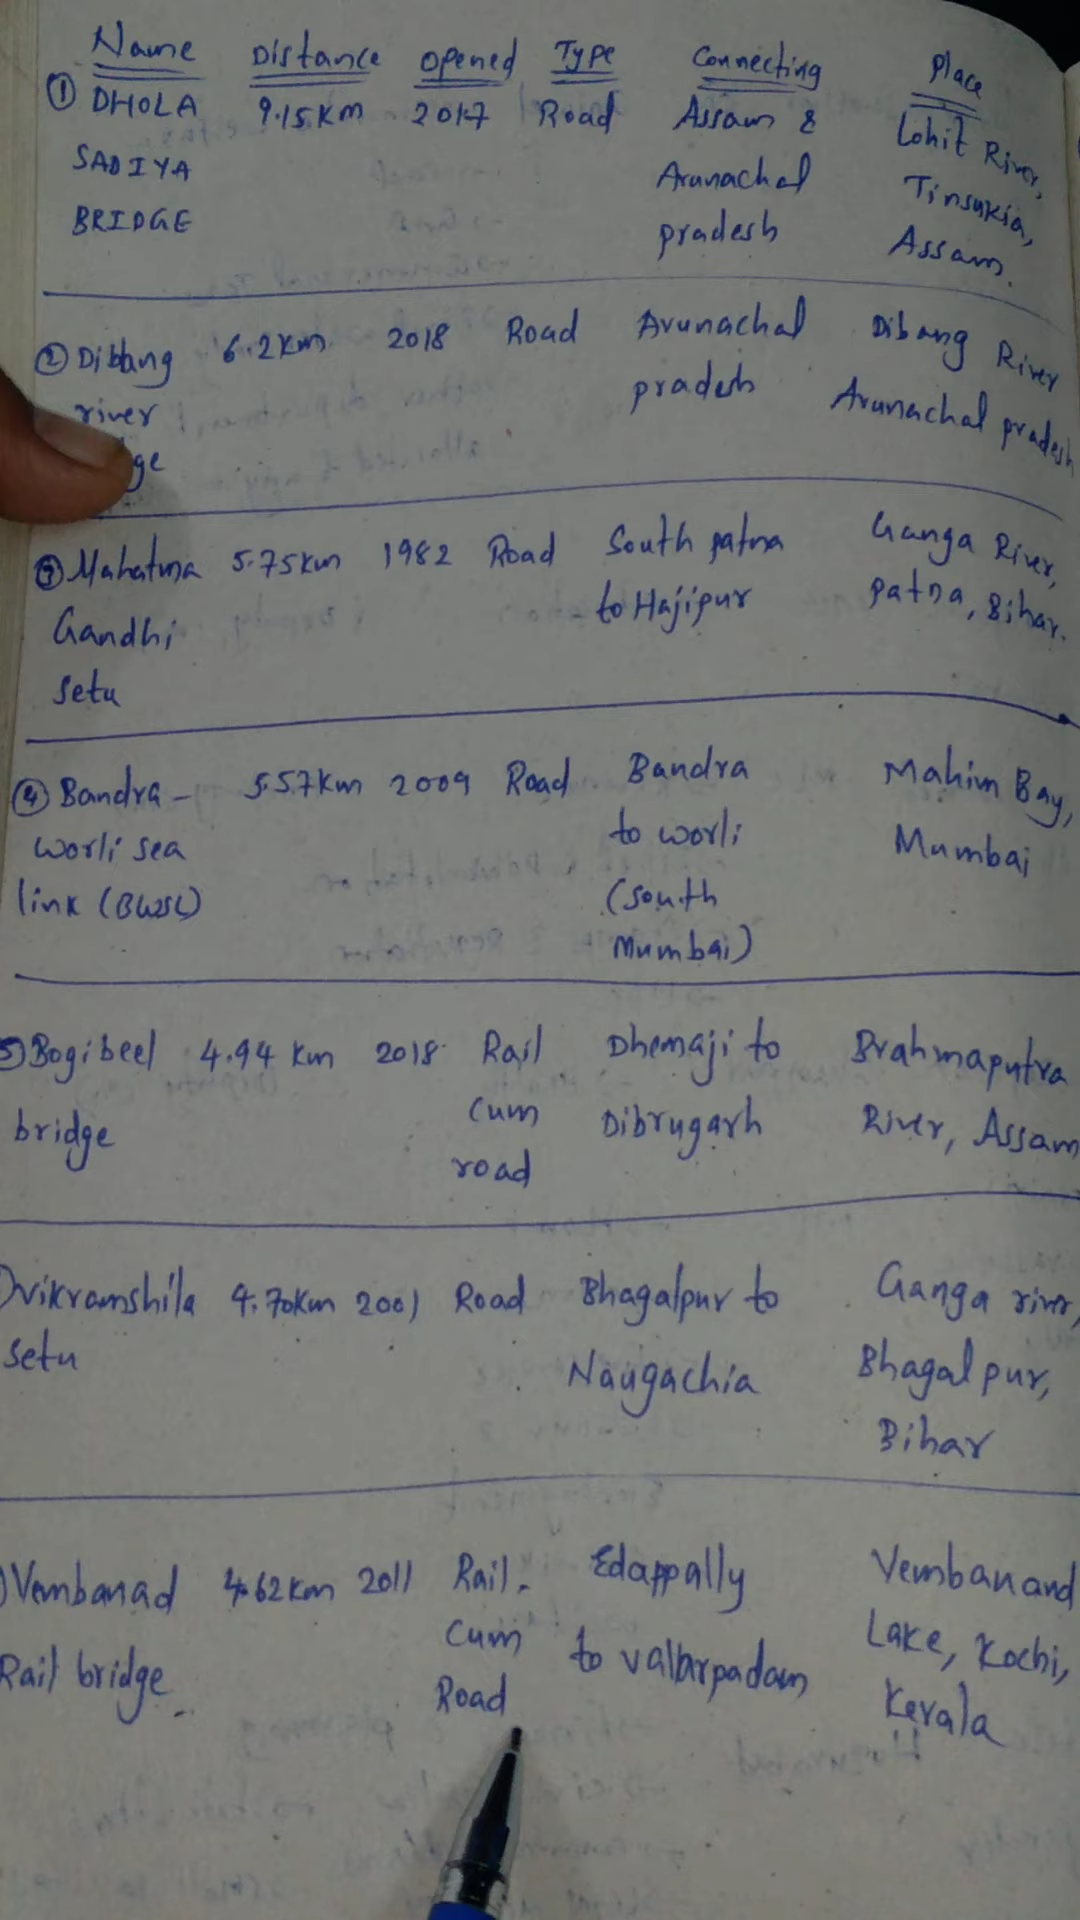 Name Distance Opened Type Connecting Place
① DHOLA 9.15km 2017 Road Assam & Lohit River,
SADIYA Arunachal Tinsukia,
BRIDGE pradesh Assam.
② Dibbang 6.2km 2018 Road Arunachal Dibang River
river pradesh Arunachal pradesh
ge
③ Mahatma 5.75km 1982 Road South patna Ganga River,
Gandhi to Hajipur patna, Bihar.
setu
④ Bandra- 5.57km 2009 Road Bandra Mahim Bay,
worli sea to worli Mumbai
link (BWSL) (South
Mumbai)
5) Bogibeel 4.94 km 2018 Rail Dhemaji to Brahmaputra
bridge Cum Dibrugarh River, Assam
road
) vikramshila 4.70km 2001 Road Bhagalpur to Ganga river,
setu Naugachia Bhagalpur,
Bihar
) Vembanad 4.62km 2011 Rail- Edappally Vembanand
Rail bridge Cum to vallarpadam Lake, Kochi,
Road Kerala